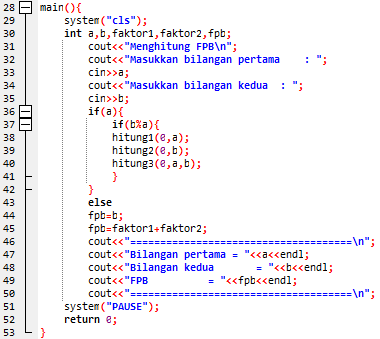 28 main(){
29 system("cls");
30 int a,b,faktor1,faktor2,fpb;
31 cout<<"Menghitung FPB\n";
32 cout<<"Masukkan bilangan pertama    : ";
33 cin>>a;
34 cout<<"Masukkan bilangan kedua  : ";
35 cin>>b;
36 if(a){
37 if(b%a){
38 hitung1(0,a);
39 hitung2(0,b);
40 hitung3(0,a,b);
41 }
42 }
43 else
44 fpb=b;
45 fpb=faktor1+faktor2;
46 cout<<"=====================================\n";
47 cout<<"Bilangan pertama = "<<a<<endl;
48 cout<<"Bilangan kedua       = "<<b<<endl;
49 cout<<"FPB          = "<<fpb<<endl;
50 cout<<"=====================================\n";
51 system("PAUSE");
52 return 0;
53 }